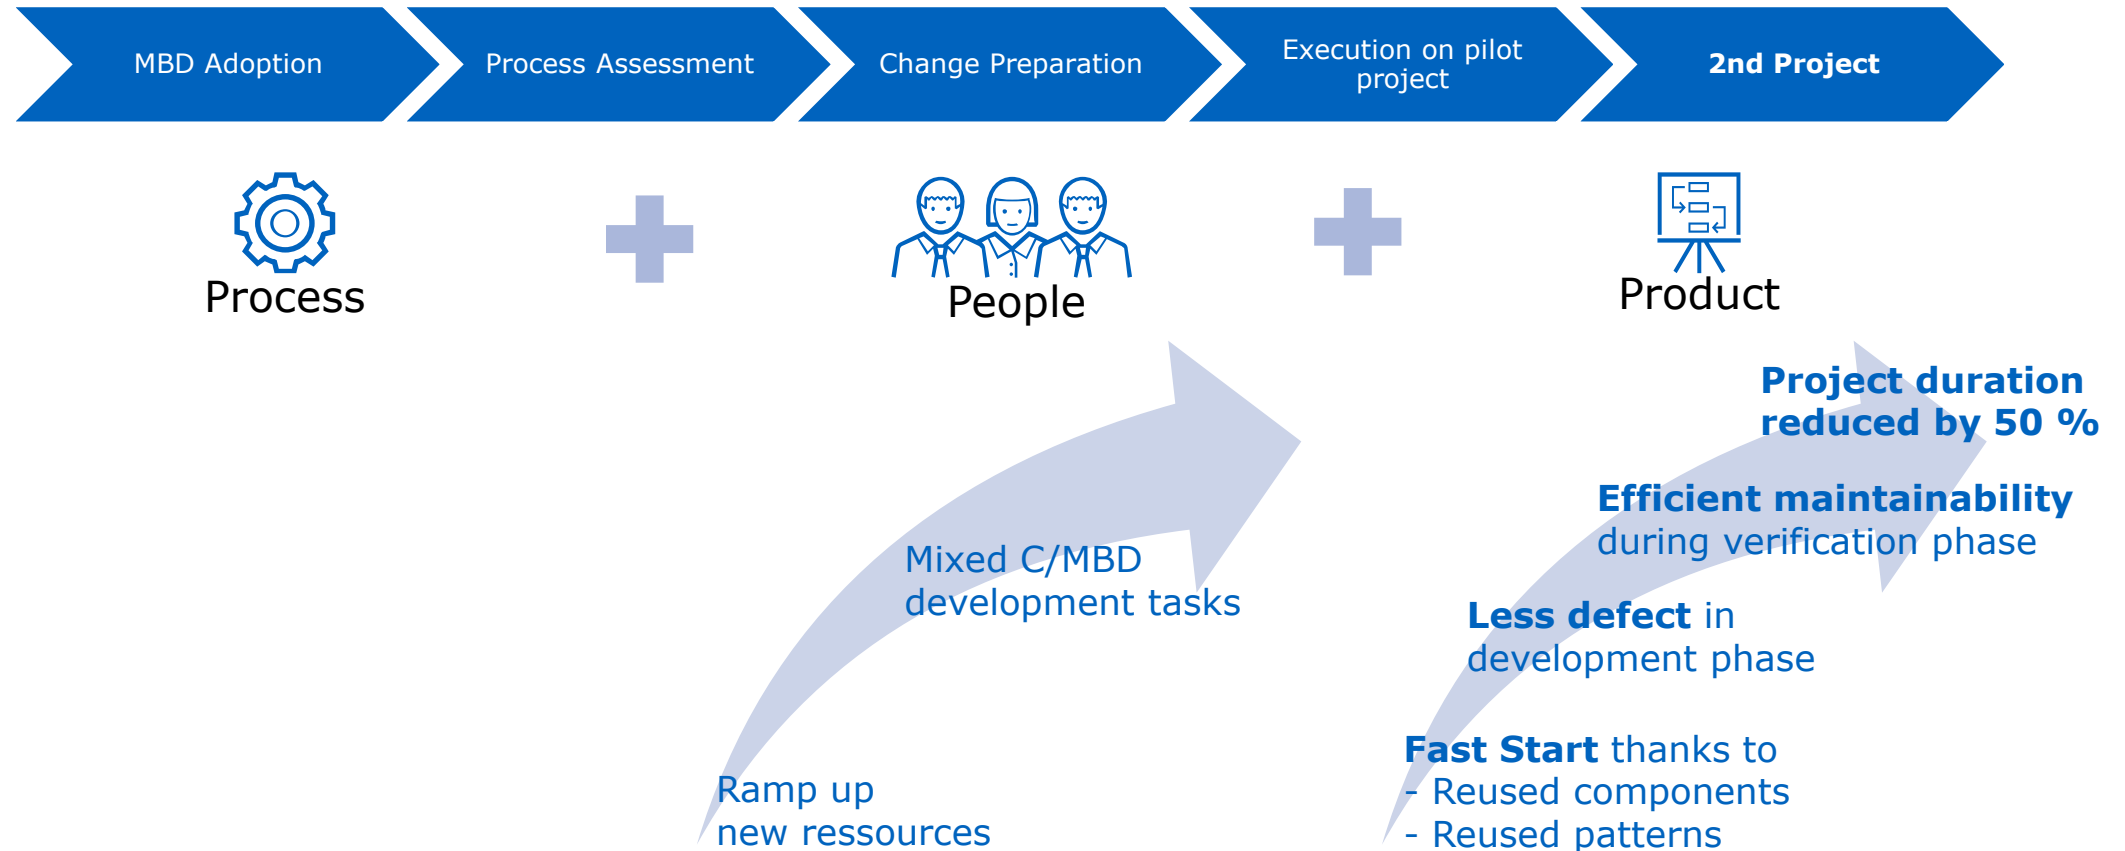 MBD Adoption
Process Assessment
Change Preparation
Execution on pilot
project
2nd Project
Process
People
Product
Mixed C/MBD
development tasks
Ramp up
new ressources
Project duration
reduced by 50 %
Efficient maintainability
during verification phase
Less defect in
development phase
Fast Start thanks to
- Reused components
- Reused patterns